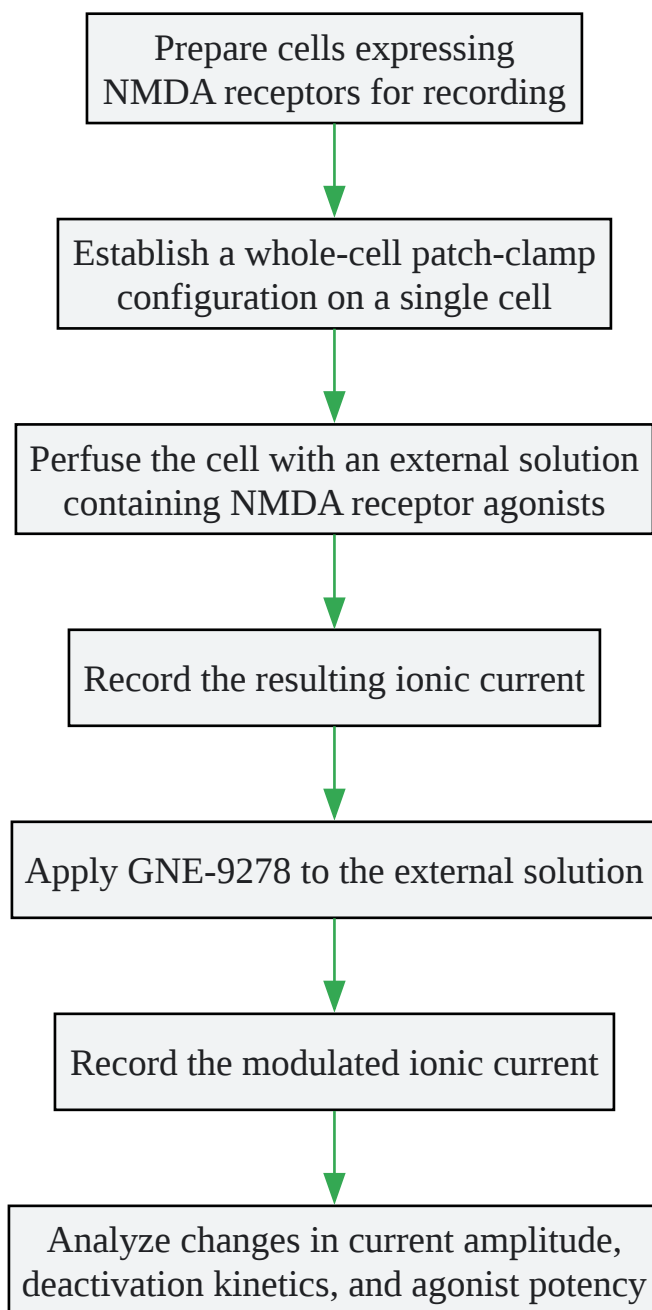 Prepare cells expressing
NMDA receptors for recording
Establish a whole-cell patch-clamp
configuration on a single cell
Perfuse the cell with an external solution
containing NMDA receptor agonists
Record the resulting ionic current
Apply GNE-9278 to the external solution
Record the modulated ionic current
Analyze changes in current amplitude,
deactivation kinetics, and agonist potency